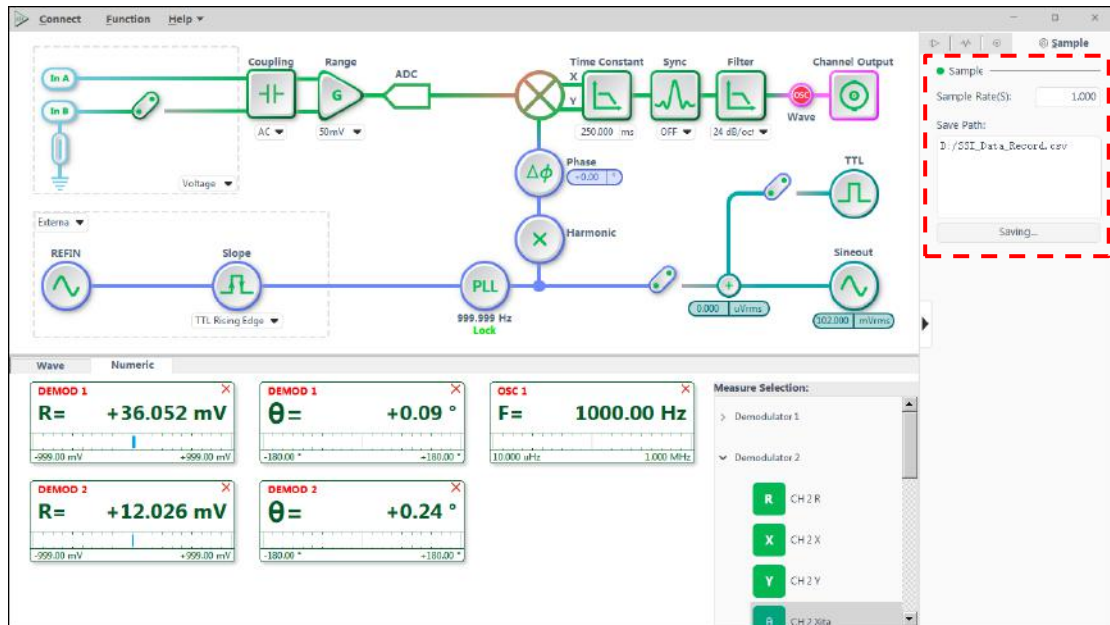 Connect Function Help
Sample
In A
In B
Coupling
Range
ADC
X
Y
Time Constant
Sync
Filter
Channel Output
G
OSC
Wave
AC
50mV
250.000 ms
OFF
24 dB/oct
Voltage
Δϕ
Phase
+0.00 °
TTL
Externa
Harmonic
REFIN
Slope
TTL Rising Edge
PLL
999.999 Hz
Lock
Sineout
0.000 uVrms
102.000 mVrms
Sample
Sample Rate(S): 1.000
Save Path:
D:/SSI_Data_Record.csv
Saving...
Wave Numeric
DEMOD 1
R= +36.052 mV
-999.00 mV +999.00 mV
DEMOD 1
θ= +0.09 °
-180.00 ° +180.00 °
OSC 1
F= 1000.00 Hz
10.000 uHz 1.000 MHz
DEMOD 2
R= +12.026 mV
-999.00 mV +999.00 mV
DEMOD 2
θ= +0.24 °
-180.00 ° +180.00 °
Measure Selection:
Demodulator 1
Demodulator 2
R CH 2 R
X CH 2 X
Y CH 2 Y
θ CH 2 Xita